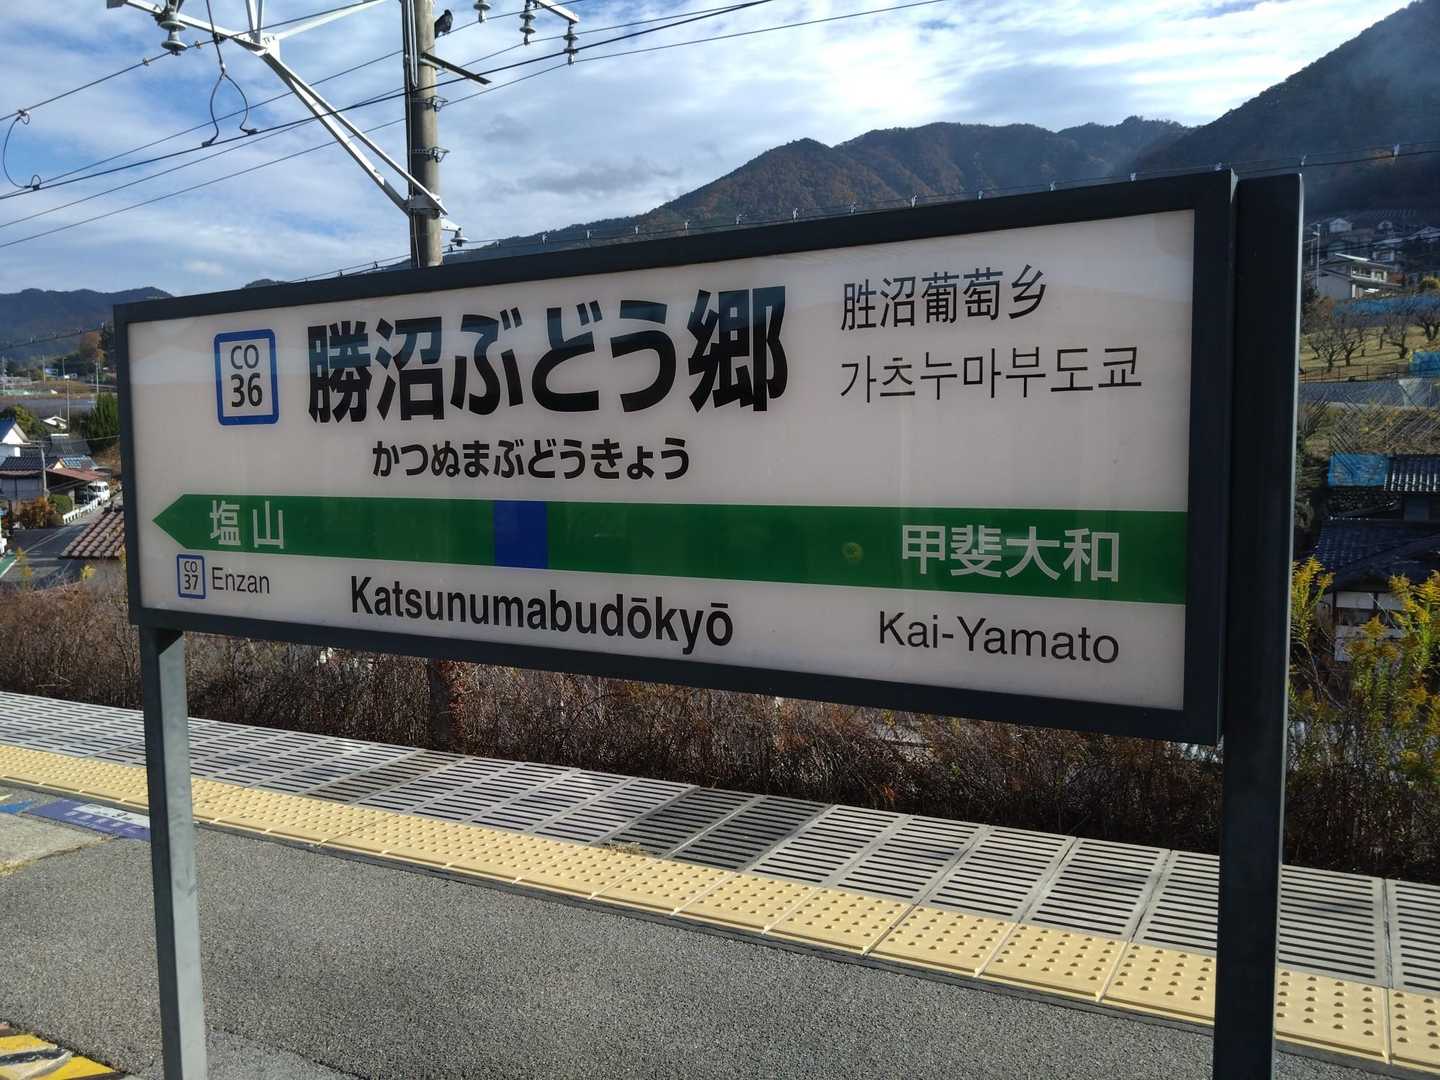 CO
36
勝沼ぶどう郷
かつぬまぶどうきょう
胜沼葡萄乡
가츠누마부도쿄
塩山
甲斐大和
CO
37
Enzan
Katsunumabudōkyō
Kai-Yamato